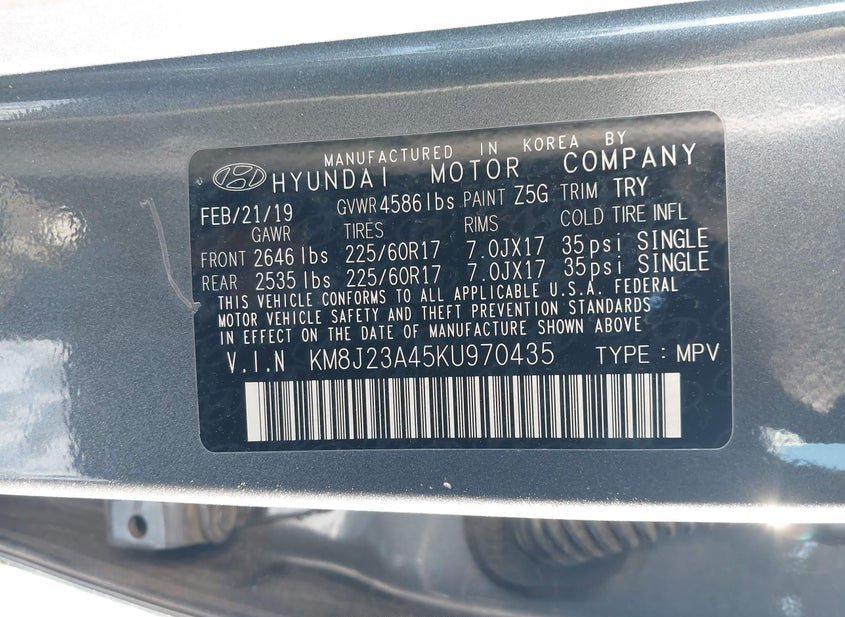 MANUFACTURED IN KOREA BY
HYUNDAI MOTOR COMPANY
FEB/21/19 GVWR 4586lbs PAINT Z5G TRIM TRY
GAWR TIRES RIMS COLD TIRE INFL
FRONT 2646 lbs 225/60R17 7.0JX17 35psi SINGLE
REAR 2535 lbs 225/60R17 7.0JX17 35psi SINGLE
THIS VEHICLE CONFORMS TO ALL APPLICABLE U.S.A. FEDERAL
MOTOR VEHICLE SAFETY AND THEFT PREVENTION STANDARDS
IN EFFECT ON THE DATE OF MANUFACTURE SHOWN ABOVE
V.I.N KM8J23A45KU970435 TYPE : MPV